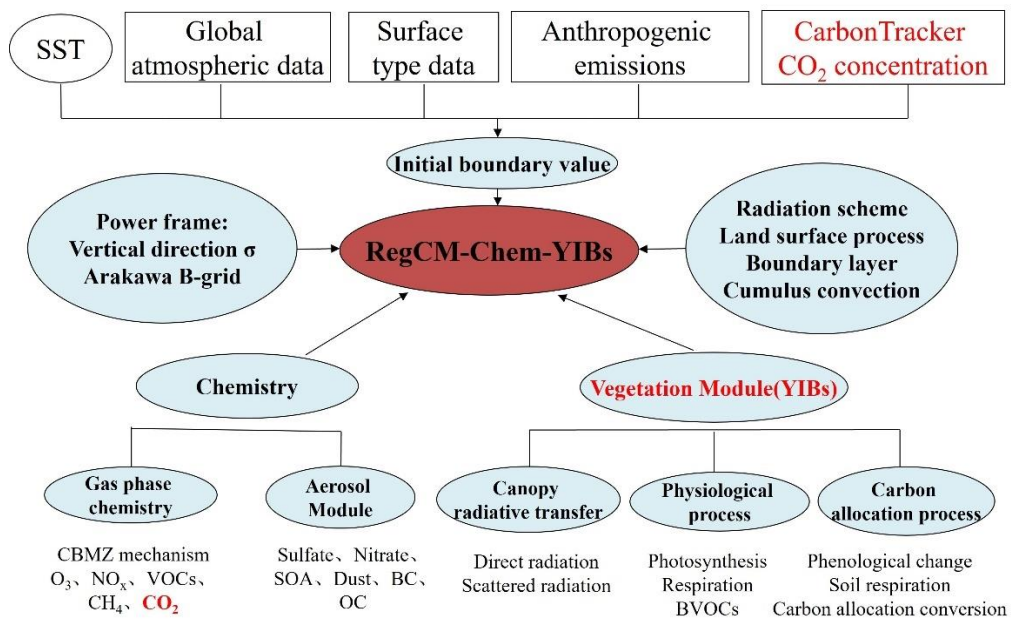 SST
Global
atmospheric data
Surface
type data
Anthropogenic
emissions
CarbonTracker
CO₂ concentration
Initial boundary value
Power frame:
Vertical direction σ
Arakawa B-grid
RegCM-Chem-YIBs
Radiation scheme
Land surface process
Boundary layer
Cumulus convection
Chemistry
Vegetation Module(YIBs)
Gas phase
chemistry
Aerosol
Module
Canopy
radiative transfer
Physiological
process
Carbon
allocation process
CBMZ mechanism
O₃、NOₓ、VOCs、
CH₄、CO₂
Sulfate、Nitrate、
SOA、Dust、BC、
OC
Direct radiation
Scattered radiation
Photosynthesis
Respiration
BVOCs
Phenological change
Soil respiration
Carbon allocation conversion